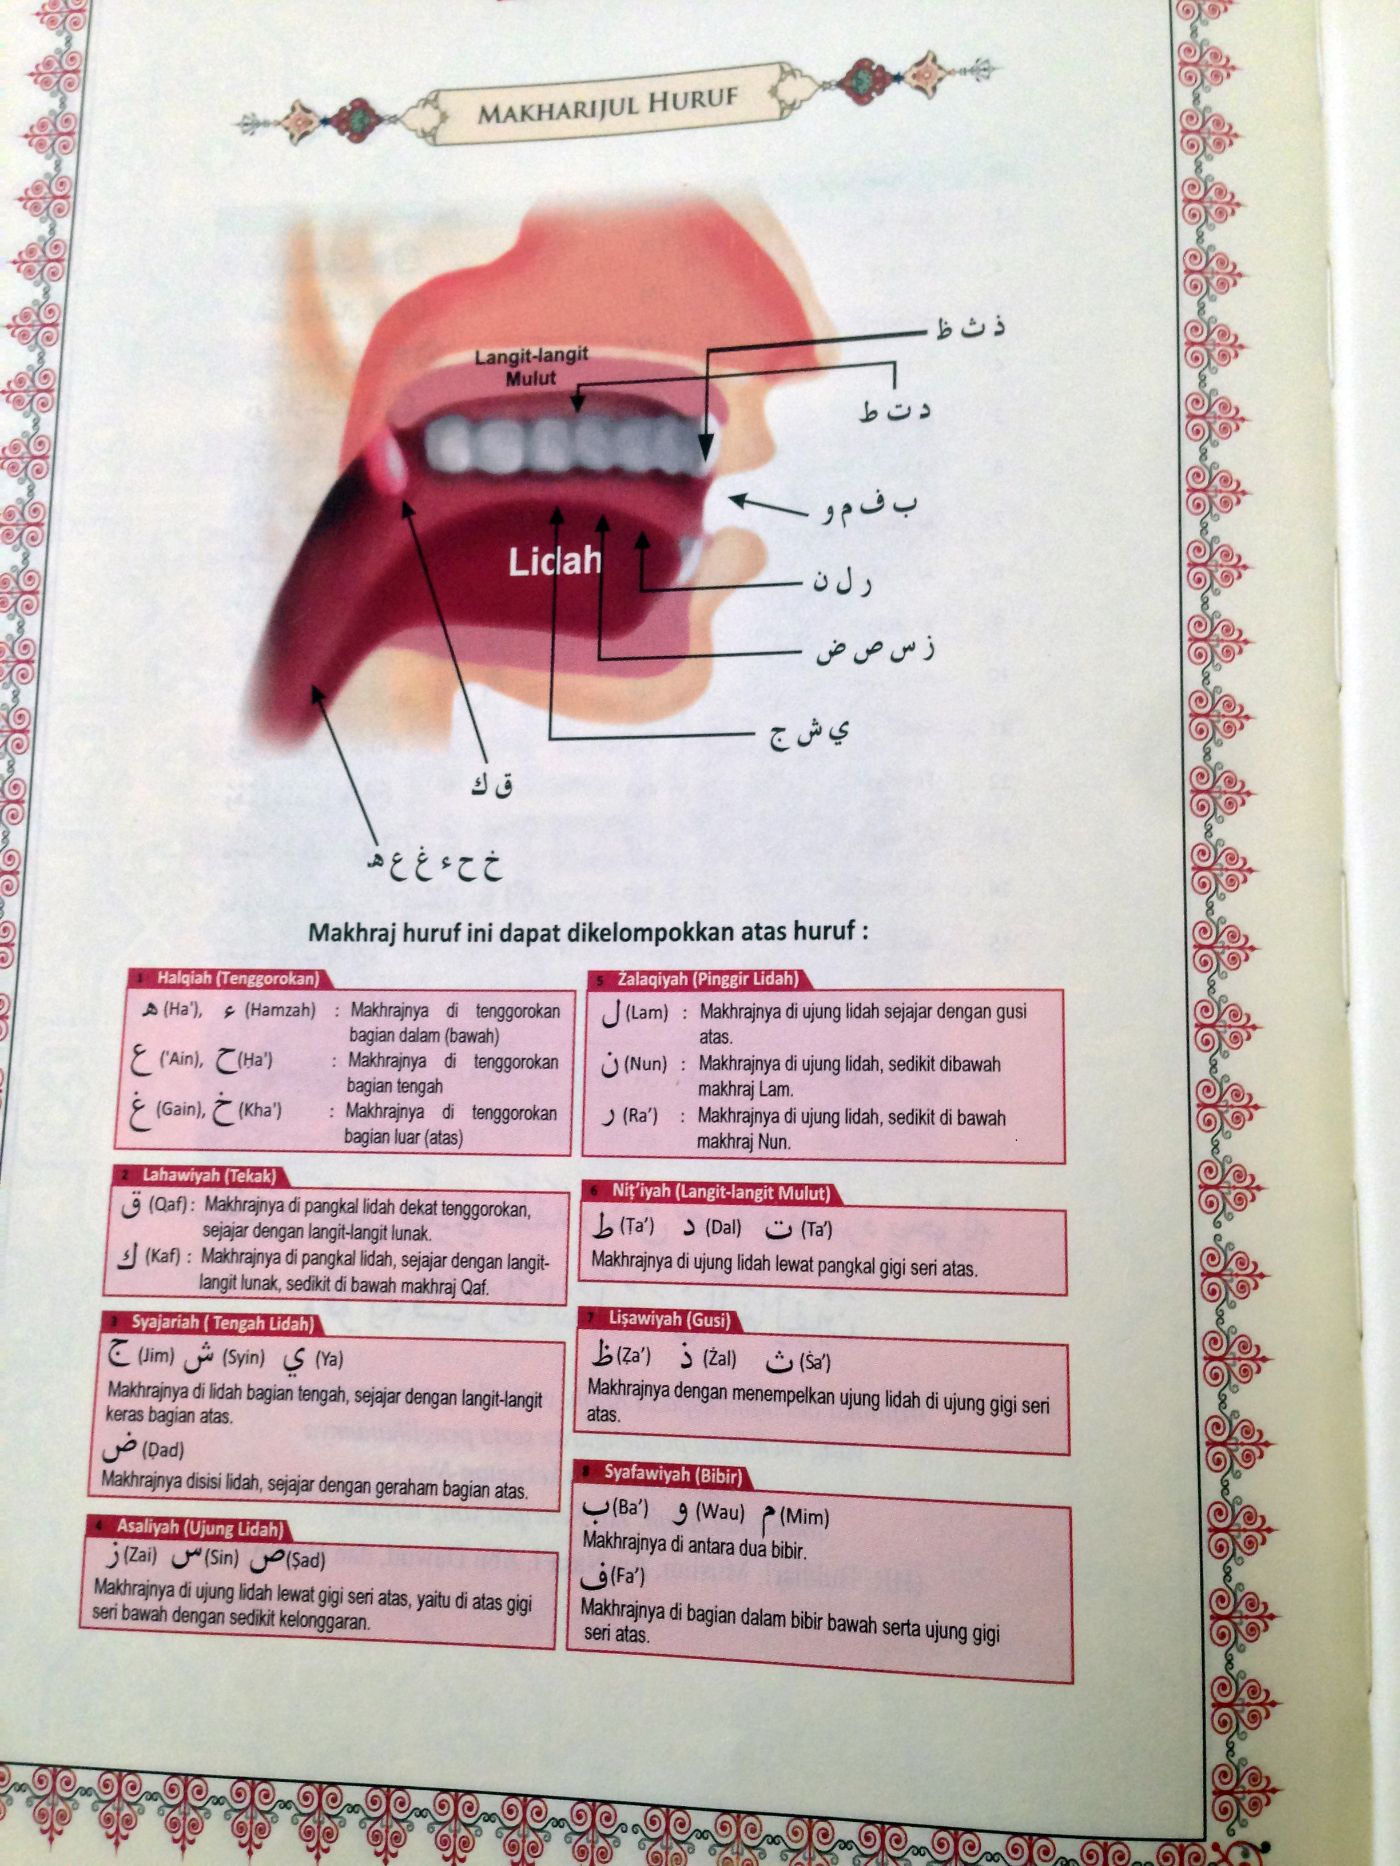 MAKHARIJUL HURUF
Langit-langit
Mulut
ذ ث ظ
د ت ط
ب ف م و
Lidah
ر ل ن
ز س ص ض
ي ش ج
ق ك
خ ح ء غ ع ه
Makhraj huruf ini dapat dikelompokkan atas huruf :
1 Halqiah (Tenggorokan)
ه (Ha'), ء (Hamzah) : Makhrajnya di tenggorokan
bagian dalam (bawah)
ع ('Ain), ح (Ḥa') : Makhrajnya di tenggorokan
bagian tengah
غ (Gain), خ (Kha') : Makhrajnya di tenggorokan
bagian luar (atas)
2 Lahawiyah (Tekak)
ق (Qaf) : Makhrajnya di pangkal lidah dekat tenggorokan,
sejajar dengan langit-langit lunak.
ك (Kaf) : Makhrajnya di pangkal lidah, sejajar dengan langit-
langit lunak, sedikit di bawah makhraj Qaf.
3 Syajariah ( Tengah Lidah)
ج (Jim) ش (Syin) ي (Ya)
Makhrajnya di lidah bagian tengah, sejajar dengan langit-langit
keras bagian atas.
ض (Ḍad)
Makhrajnya disisi lidah, sejajar dengan geraham bagian atas.
4 Asaliyah (Ujung Lidah)
ز (Zai) س (Sin) ص (Ṣad)
Makhrajnya di ujung lidah lewat gigi seri atas, yaitu di atas gigi
seri bawah dengan sedikit kelonggaran.
5 Żalaqiyah (Pinggir Lidah)
ل (Lam) : Makhrajnya di ujung lidah sejajar dengan gusi
atas.
ن (Nun) : Makhrajnya di ujung lidah, sedikit dibawah
makhraj Lam.
ر (Ra’) : Makhrajnya di ujung lidah, sedikit di bawah
makhraj Nun.
6 Niṭ’iyah (Langit-langit Mulut)
ط (Ṭa’) د (Dal) ت (Ta’)
Makhrajnya di ujung lidah lewat pangkal gigi seri atas.
7 Liṣawiyah (Gusi)
ظ (Ẓa’) ذ (Żal) ث (Ṡa’)
Makhrajnya dengan menempelkan ujung lidah di ujung gigi seri
atas.
8 Syafawiyah (Bibir)
ب (Ba’) و (Wau) م (Mim)
Makhrajnya di antara dua bibir.
ف (Fa’)
Makhrajnya di bagian dalam bibir bawah serta ujung gigi
seri atas.